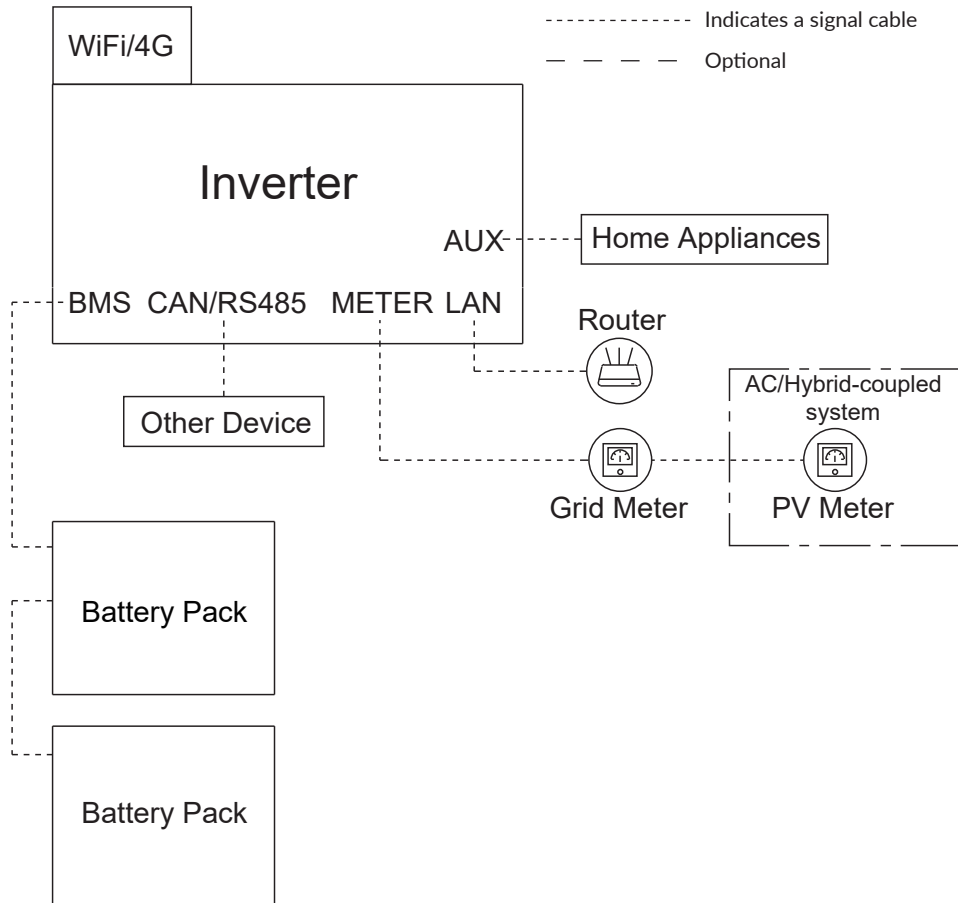 WiFi/4G
Indicates a signal cable
Optional
Inverter
AUX
Home Appliances
BMS CAN/RS485 METER LAN
Router
AC/Hybrid-coupled
system
Other Device
Grid Meter
PV Meter
Battery Pack
Battery Pack